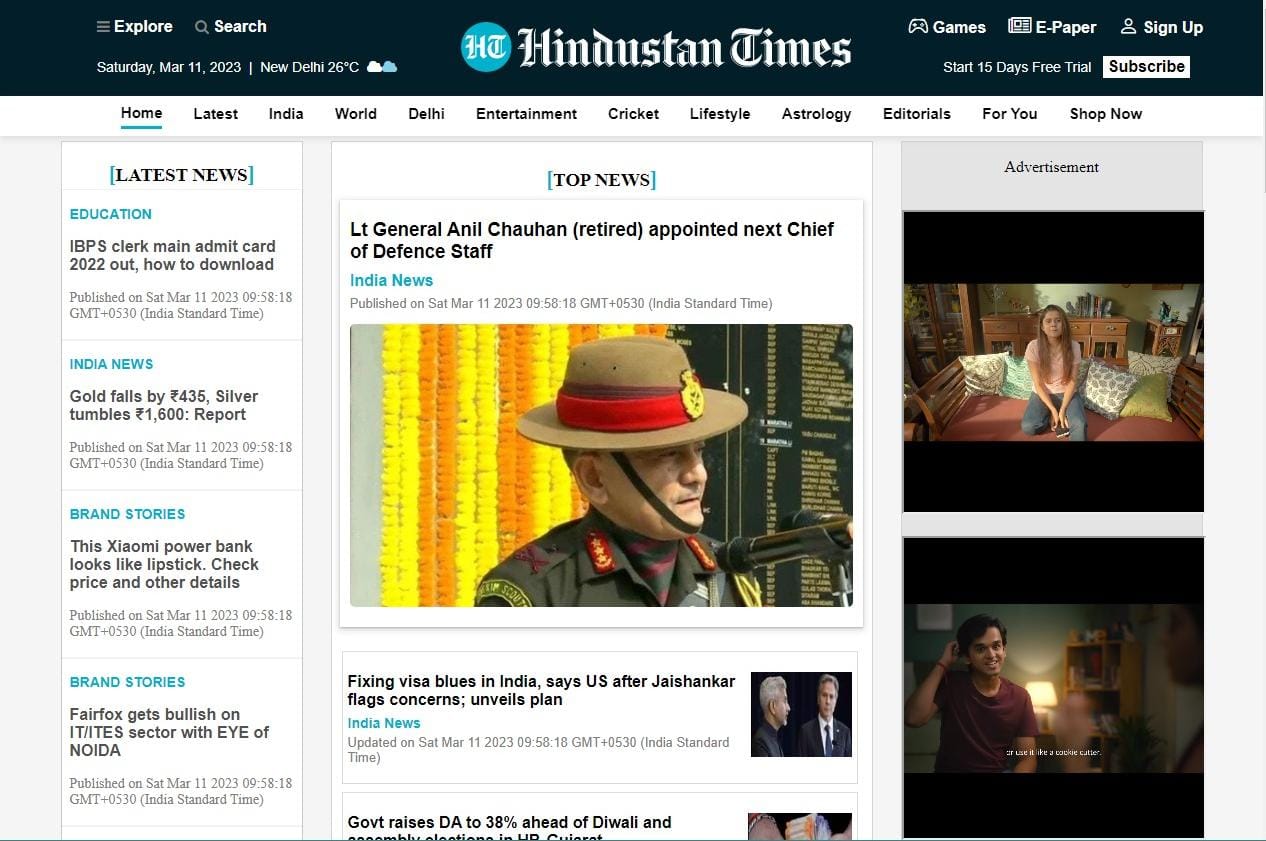 Explore
Search
Games
E-Paper
Sign Up
HT Hindustan Times
Saturday, Mar 11, 2023 | New Delhi 26°C
Start 15 Days Free Trial
Subscribe
Home
Latest
India
World
Delhi
Entertainment
Cricket
Lifestyle
Astrology
Editorials
For You
Shop Now
[LATEST NEWS]
EDUCATION
IBPS clerk main admit card
2022 out, how to download
Published on Sat Mar 11 2023 09:58:18
GMT+0530 (India Standard Time)
INDIA NEWS
Gold falls by ₹435, Silver
tumbles ₹1,600: Report
Published on Sat Mar 11 2023 09:58:18
GMT+0530 (India Standard Time)
BRAND STORIES
This Xiaomi power bank
looks like lipstick. Check
price and other details
Published on Sat Mar 11 2023 09:58:18
GMT+0530 (India Standard Time)
BRAND STORIES
Fairfox gets bullish on
IT/ITES sector with EYE of
NOIDA
Published on Sat Mar 11 2023 09:58:18
GMT+0530 (India Standard Time)
[TOP NEWS]
Lt General Anil Chauhan (retired) appointed next Chief
of Defence Staff
India News
Published on Sat Mar 11 2023 09:58:18 GMT+0530 (India Standard Time)
Fixing visa blues in India, says US after Jaishankar
flags concerns; unveils plan
India News
Updated on Sat Mar 11 2023 09:58:18 GMT+0530 (India Standard
Time)
Govt raises DA to 38% ahead of Diwali and
assembly elections in HP, Gujarat
Advertisement
or use it like a cookie cutter.